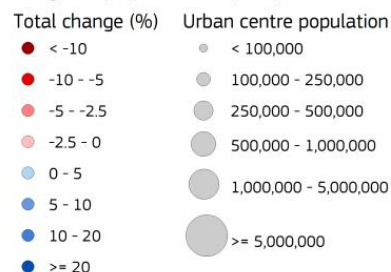 Total change (%)
< -10
-10 - -5
-5 - -2.5
-2.5 - 0
0 - 5
5 - 10
10 - 20
>= 20
Urban centre population
< 100,000
100,000 - 250,000
250,000 - 500,000
500,000 - 1,000,000
1,000,000 - 5,000,000
>= 5,000,000